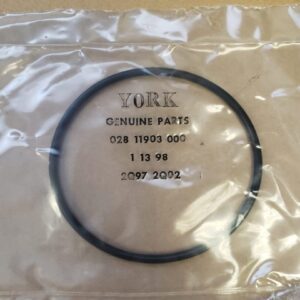 YORK
GENUINE PARTS
028 11903 000
1 13 98
2Q97 2Q02